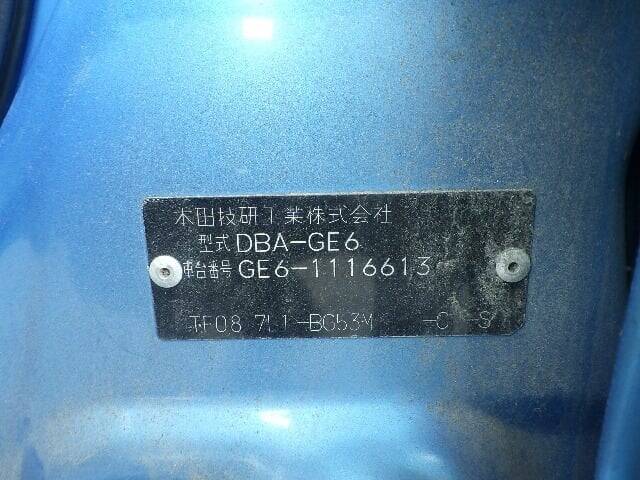 本田技研工業株式会社
型式 DBA-GE6
車台番号 GE6-1116613
TF08 7L1-BG53M -C -S